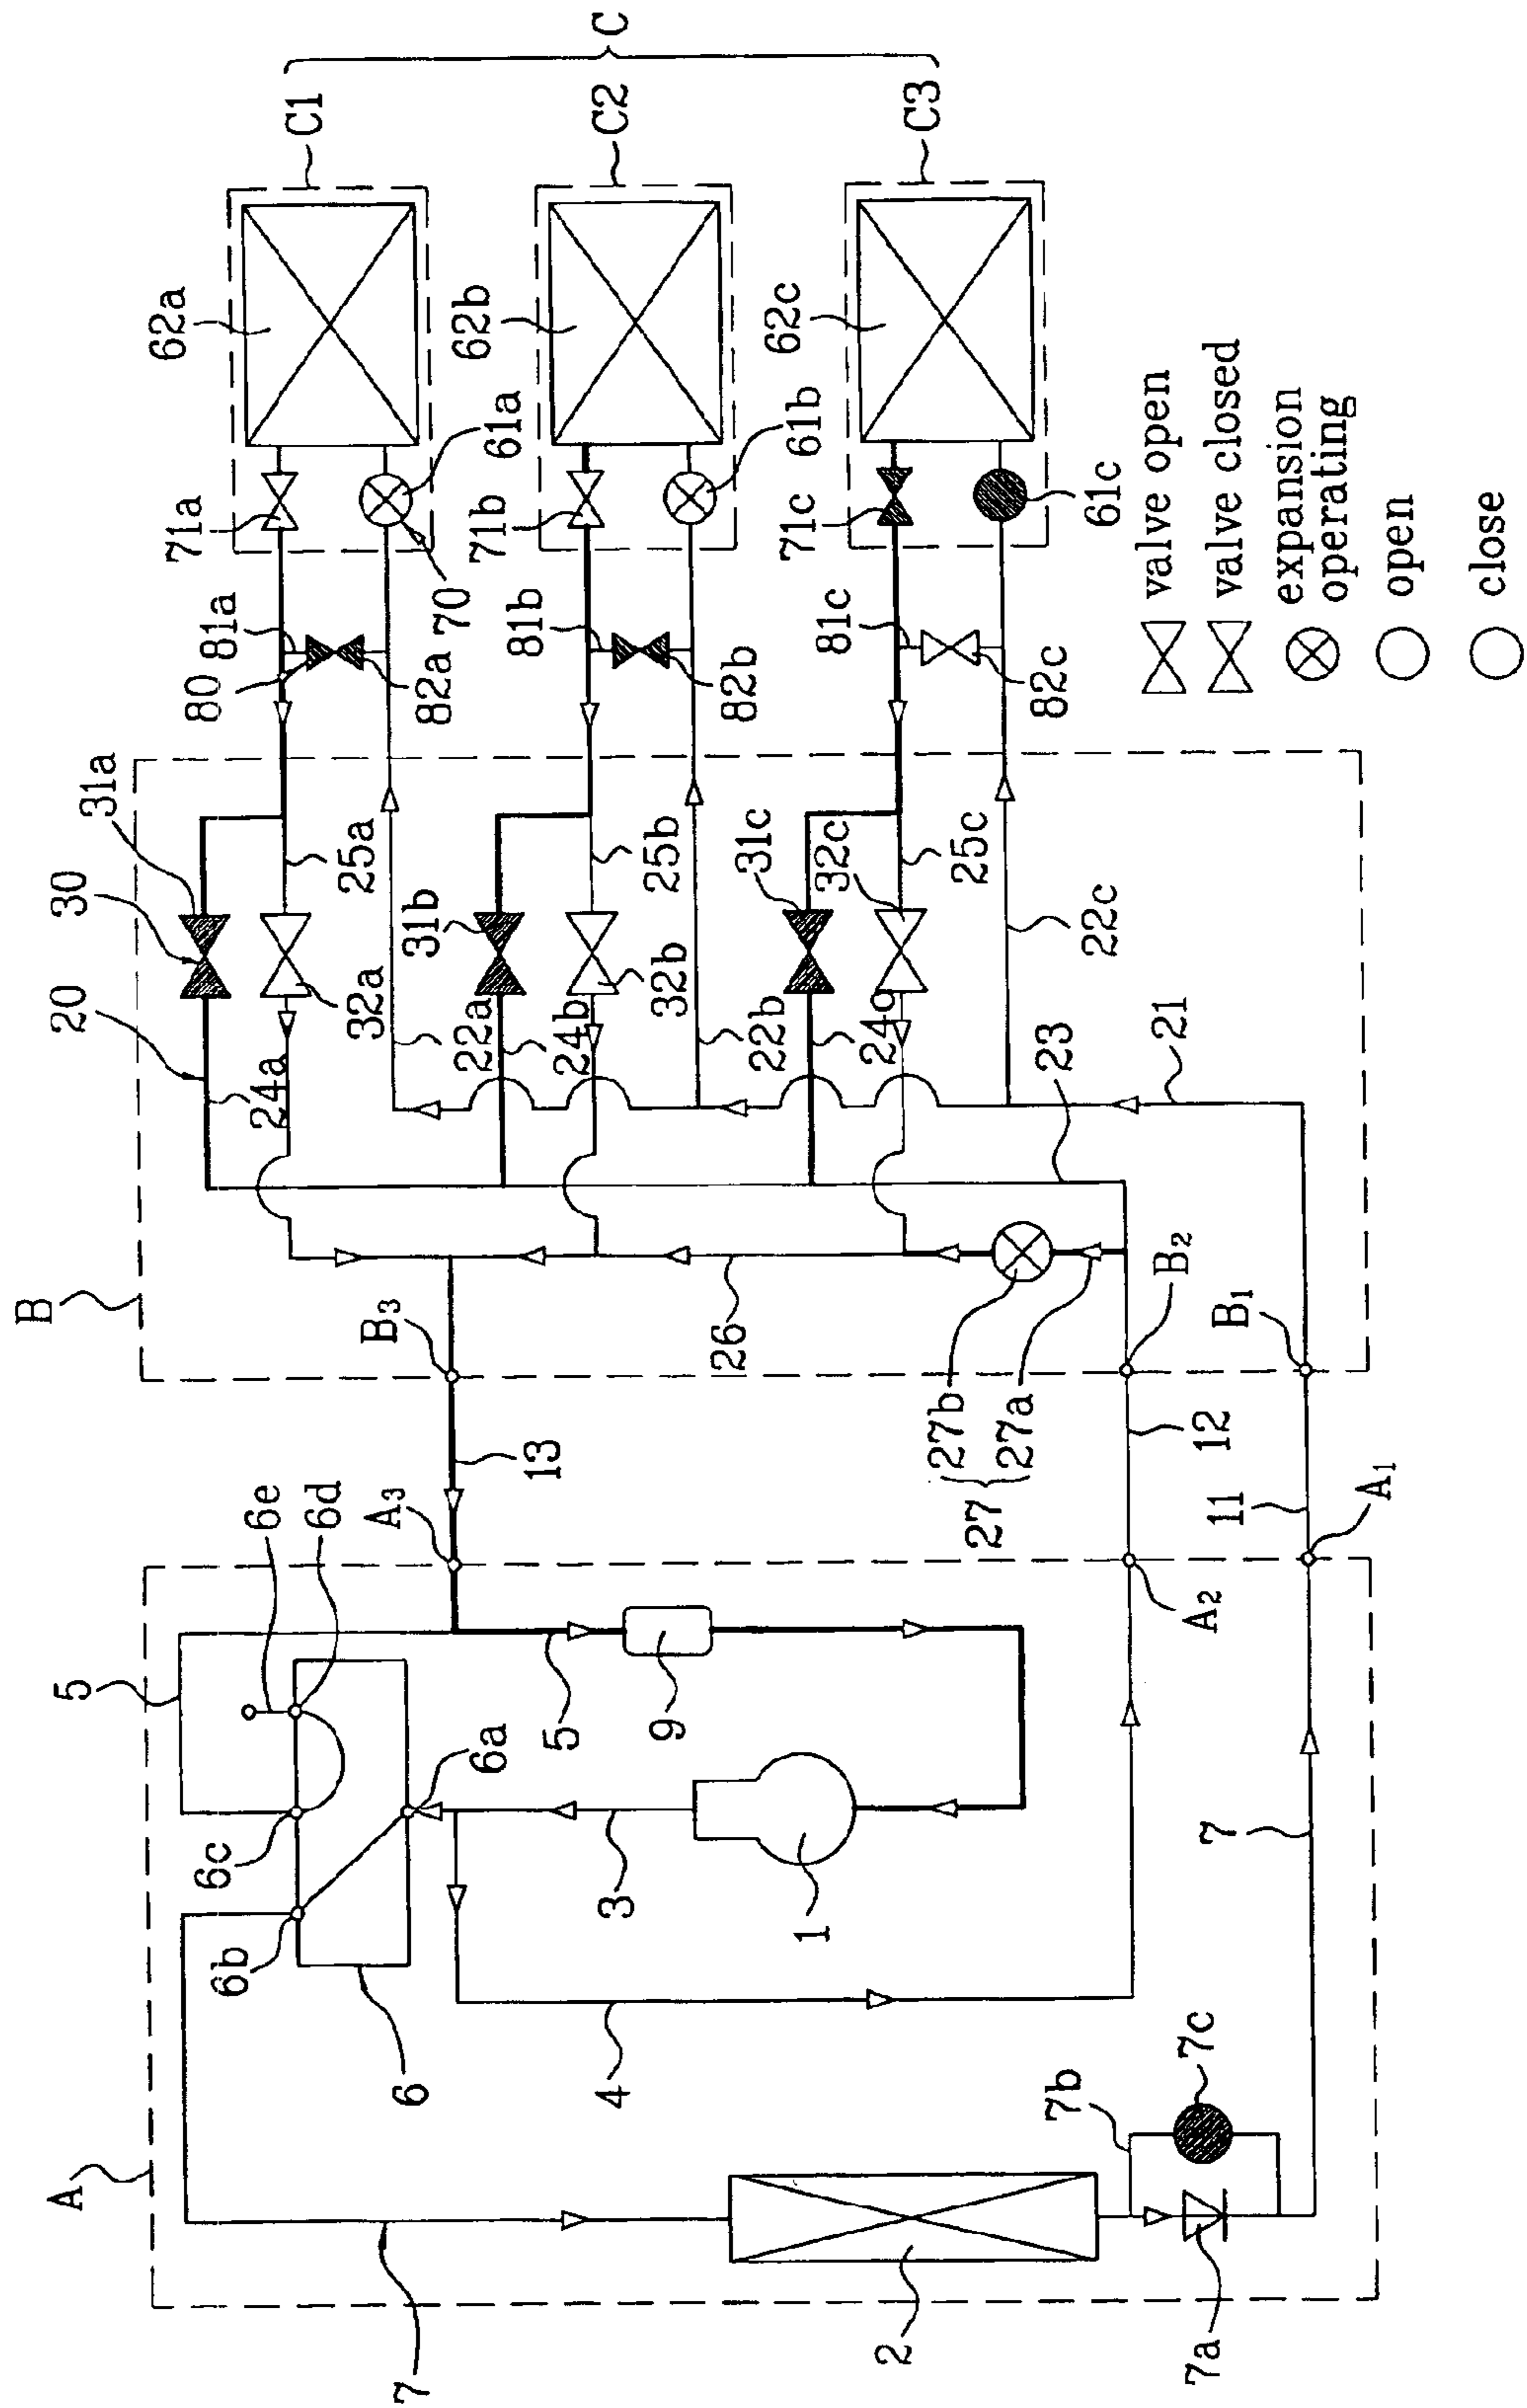 A
7
2
7a
7b
7c
7
4
6
6b
6c
6a
6d
6e
5
5
9
3
1
A3
A2
A1
13
12
11
B
B3
B2
B1
27
27b
27a
26
23
21
20
30
24a
31a
32a
25a
22a
24b
31b
32b
25b
22b
24c
31c
32c
25c
22c
80
81a
82a
70
71a
61a
62a
C1
81b
82b
71b
61b
62b
C2
81c
82c
71c
61c
62c
C3
C
valve open
valve closed
expansion
operating
open
close